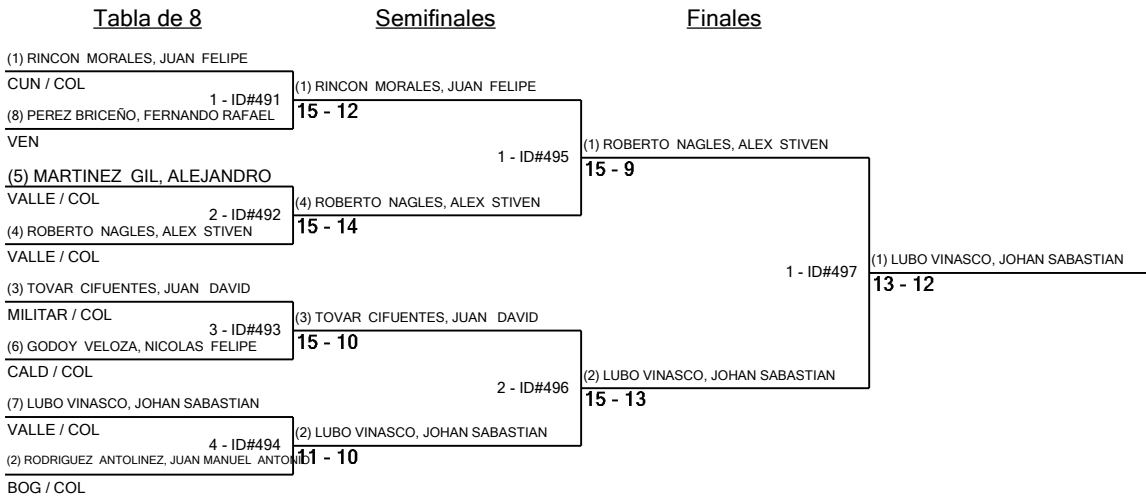 Tabla de 8
Semifinales
Finales
(1) RINCON MORALES, JUAN FELIPE
CUN / COL
1 - ID#491
(8) PEREZ BRICEÑO, FERNANDO RAFAEL
VEN
(5) MARTINEZ GIL, ALEJANDRO
VALLE / COL
2 - ID#492
(4) ROBERTO NAGLES, ALEX STIVEN
VALLE / COL
(3) TOVAR CIFUENTES, JUAN DAVID
MILITAR / COL
3 - ID#493
(6) GODOY VELOZA, NICOLAS FELIPE
CALD / COL
(7) LUBO VINASCO, JOHAN SABASTIAN
VALLE / COL
4 - ID#494
(2) RODRIGUEZ ANTOLINEZ, JUAN MANUEL ANTONIO
BOG / COL
(1) RINCON MORALES, JUAN FELIPE
15 - 12
1 - ID#495
(4) ROBERTO NAGLES, ALEX STIVEN
15 - 14
(3) TOVAR CIFUENTES, JUAN DAVID
15 - 10
2 - ID#496
(2) LUBO VINASCO, JOHAN SABASTIAN
11 - 10
(1) ROBERTO NAGLES, ALEX STIVEN
15 - 9
1 - ID#497
(2) LUBO VINASCO, JOHAN SABASTIAN
15 - 13
(1) LUBO VINASCO, JOHAN SABASTIAN
13 - 12